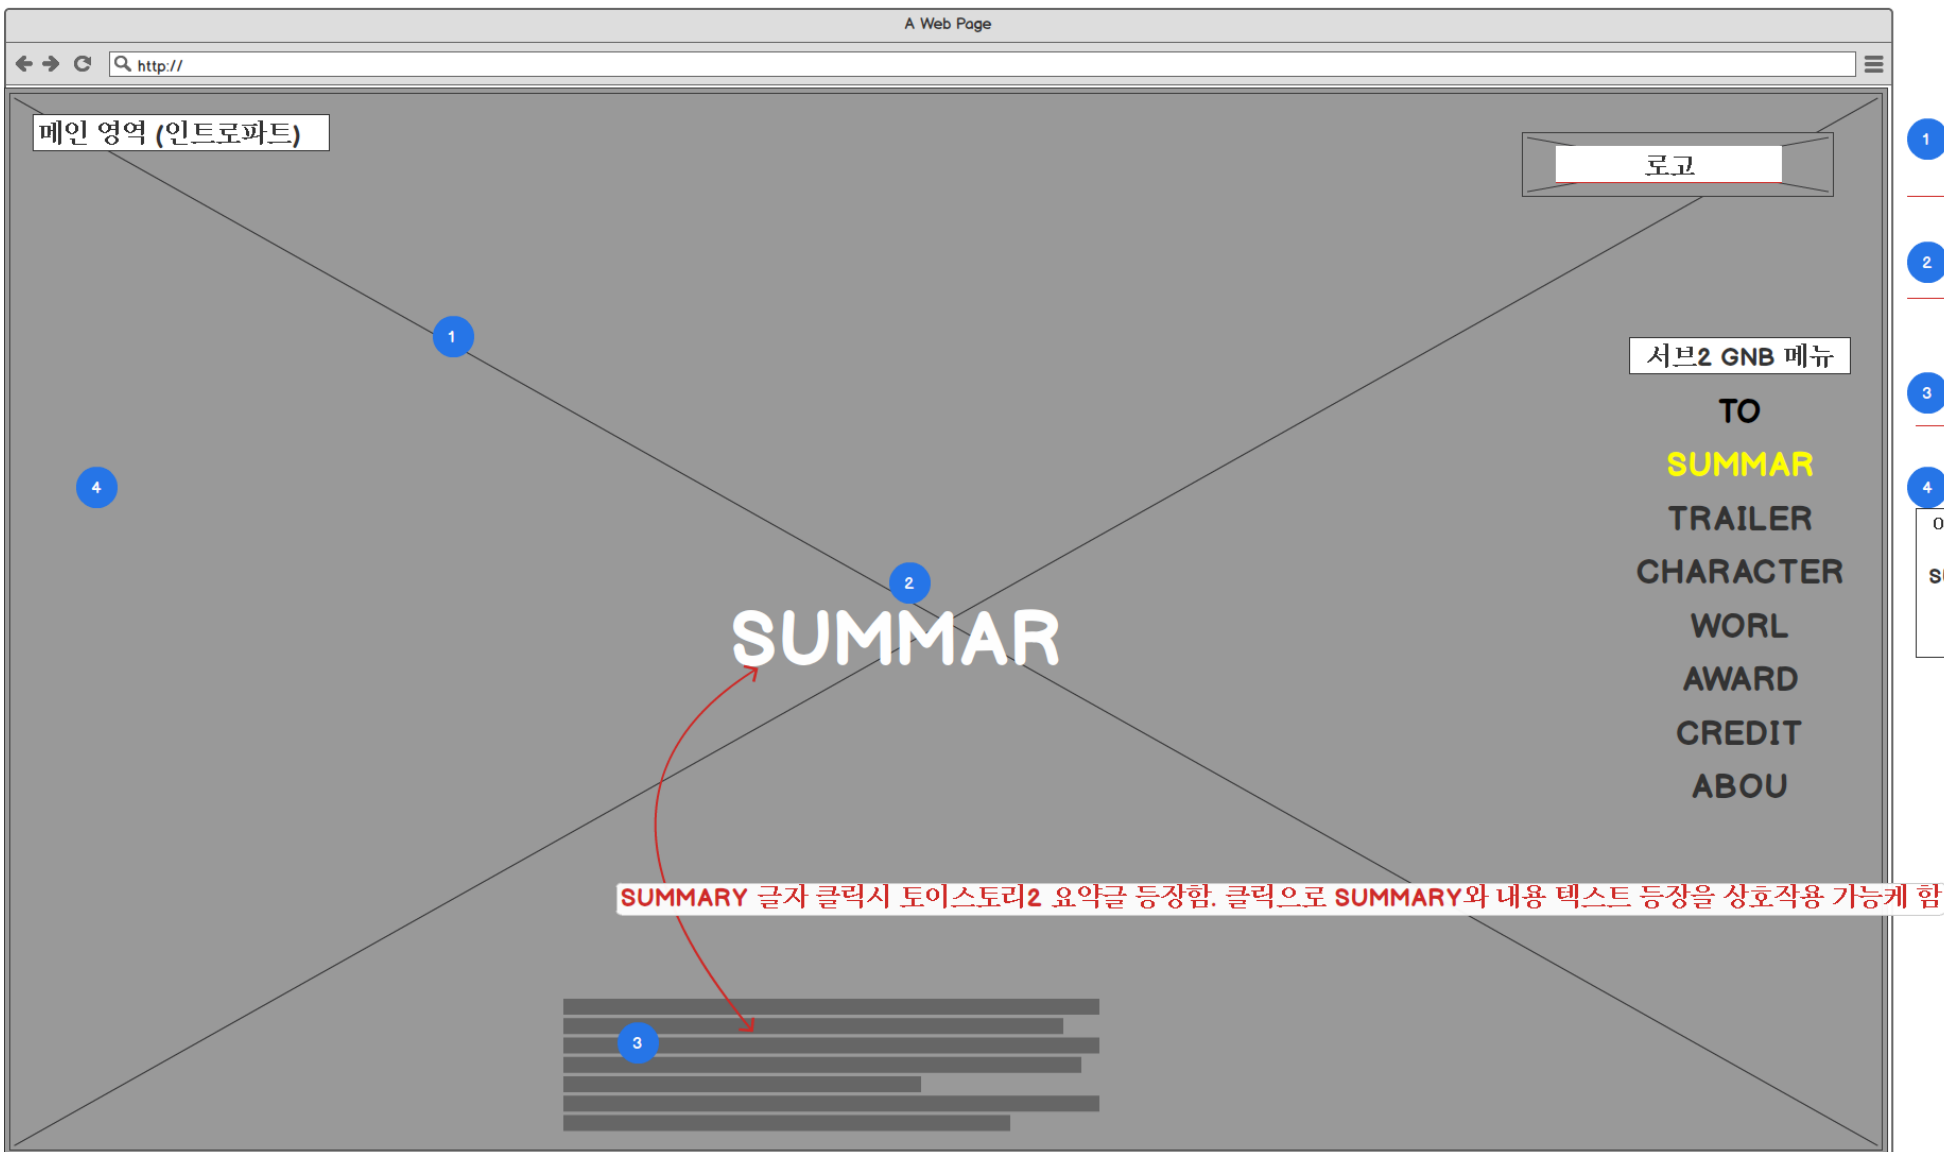 A Web Page
http://
메인 영역 (인트로파트)
로고
1
2
서브2 GNB 메뉴
TO
SUMMAR
TRAILER
CHARACTER
WORL
AWARD
CREDIT
ABOU
1
3
4
4
2
SUMMAR
SUMMARY 글자 클릭시 토이스토리2 요약글 등장함. 클릭으로 SUMMARY와 내용 텍스트 등장을 상호작용 가능케 함
3